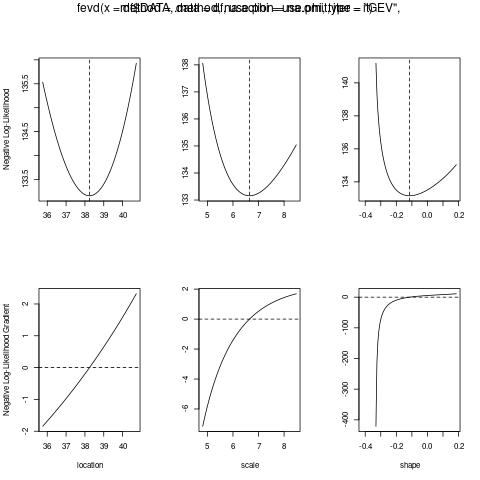 fevd(x = "GEV",
Negative Log-Likelihood
135.5
134.5
133.5
36 37 38 39 40
138
137
136
135
134
133
5 6 7 8
140
138
136
134
-0.4 -0.2 0.0 0.2
Negative Log-Likelihood Gradient
2
1
0
-1
-2
36 37 38 39 40
location
2
0
-2
-4
-6
5 6 7 8
scale
0
-100
-200
-300
-400
-0.4 -0.2 0.0 0.2
shape